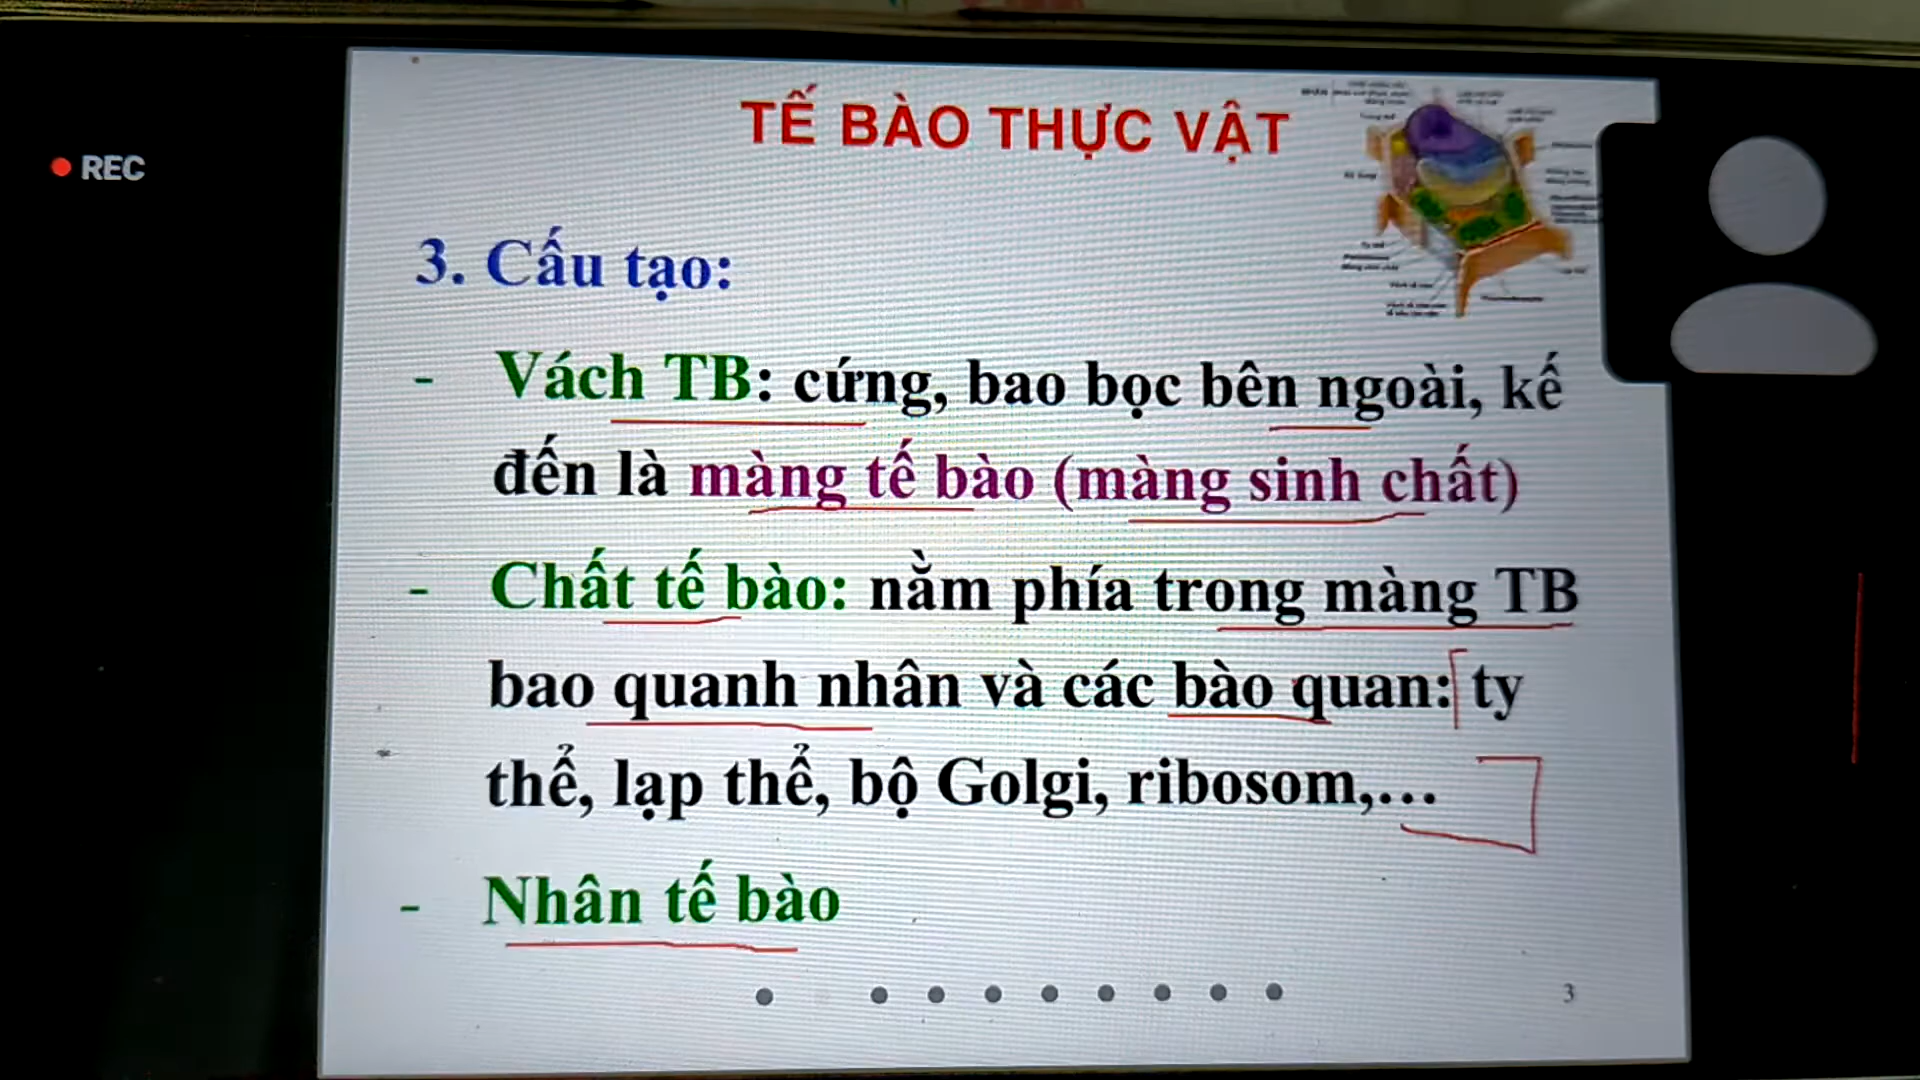 REC
TẾ BÀO THỰC VẬT
3. Cấu tạo:
- Vách TB: cứng, bao bọc bên ngoài, kế
đến là màng tế bào (màng sinh chất)
- Chất tế bào: nằm phía trong màng TB
bao quanh nhân và các bào quan: ty
thể, lạp thể, bộ Golgi, ribosom,...
- Nhân tế bào
3